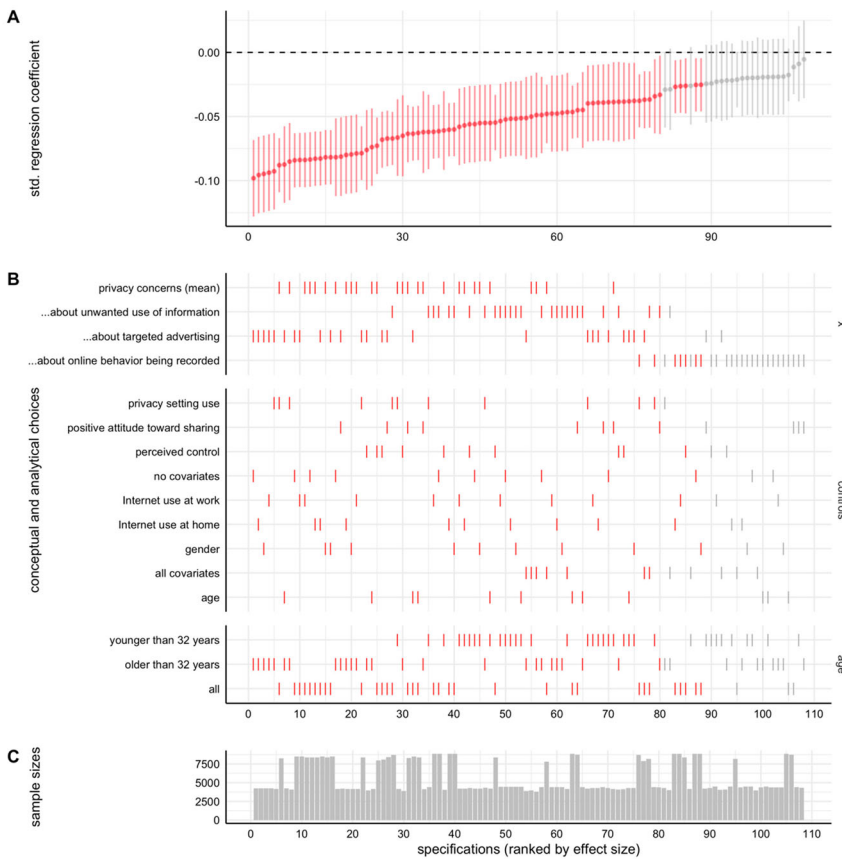 A
std. regression coefficient
0.00
-0.05
-0.10
0
30
60
90
B
conceptual and analytical choices
privacy concerns (mean)
...about unwanted use of information
...about targeted advertising
...about online behavior being recorded
x
privacy setting use
positive attitude toward sharing
perceived control
no covariates
Internet use at work
Internet use at home
gender
all covariates
age
controls
younger than 32 years
older than 32 years
all
age
0 10 20 30 40 50 60 70 80 90 100 110
C
sample sizes
7500
5000
2500
0
0 10 20 30 40 50 60 70 80 90 100 110
specifications (ranked by effect size)